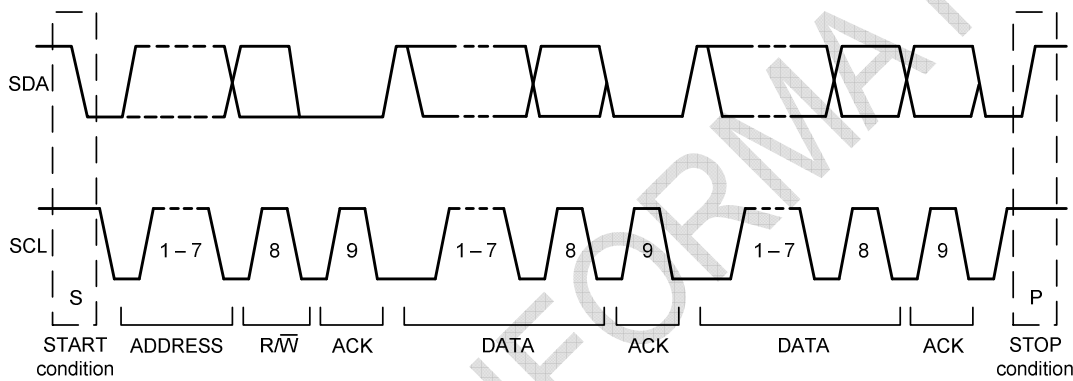 SDA
SCL
1 – 7 8 9 1 – 7 8 9 1 – 7 8 9
S P
START condition ADDRESS R/W̅ ACK DATA ACK DATA ACK STOP condition